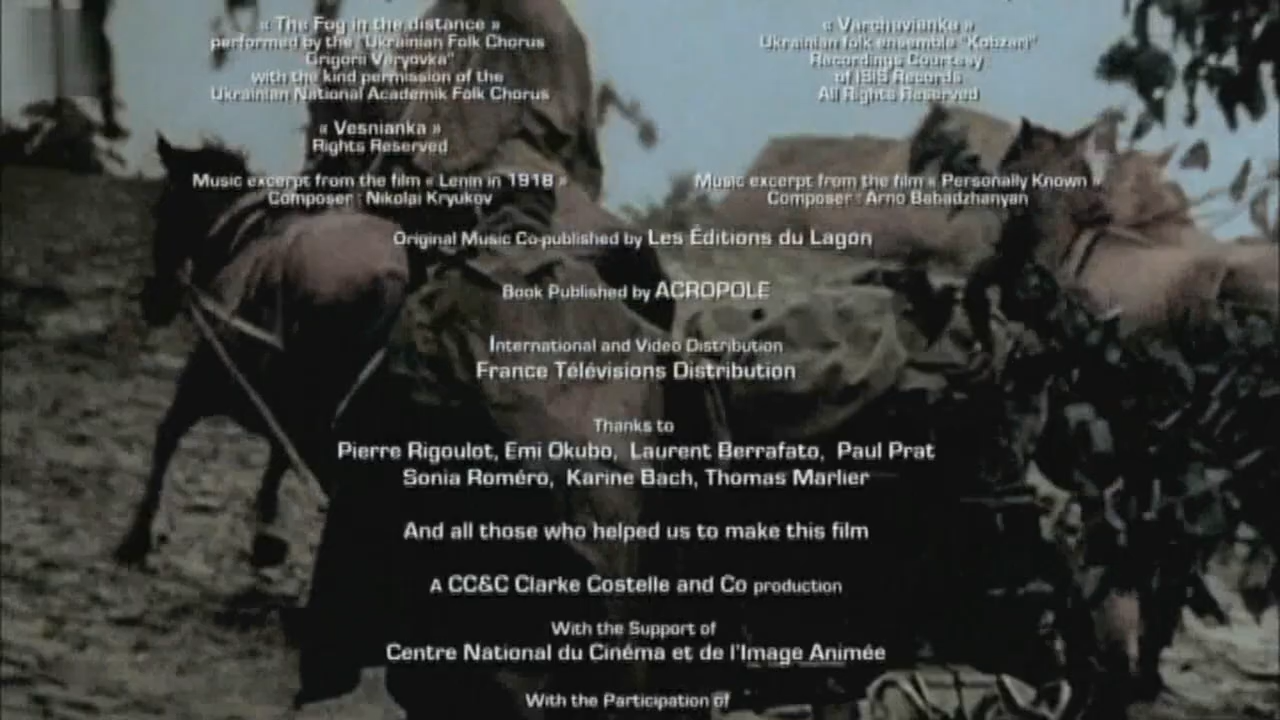 « The Fog in the distance »
performed by the "Ukrainian Folk Chorus
Grigorii Veryovka"
with the kind permission of the
Ukrainian National Academik Folk Chorus
« Vesnianka »
Rights Reserved
« Varchavianka »
Ukrainian folk ensemble "Kobzari"
Recordings Courtesy
of ISIS Records
All Rights Reserved
Music excerpt from the film « Lenin in 1918 »
Composer : Nikolai Kryukov
Music excerpt from the film « Personally Known »
Composer : Arno Babadzhanyan
Original Music Co-published by Les Éditions du Lagon
Book Published by ACROPOLE
International and Video Distribution
France Télévisions Distribution
Thanks to
Pierre Rigoulot, Emi Okubo, Laurent Berrafato, Paul Prat
Sonia Roméro, Karine Bach, Thomas Marlier
And all those who helped us to make this film
A CC&C Clarke Costelle and Co production
With the Support of
Centre National du Cinéma et de l'Image Animée
With the Participation of